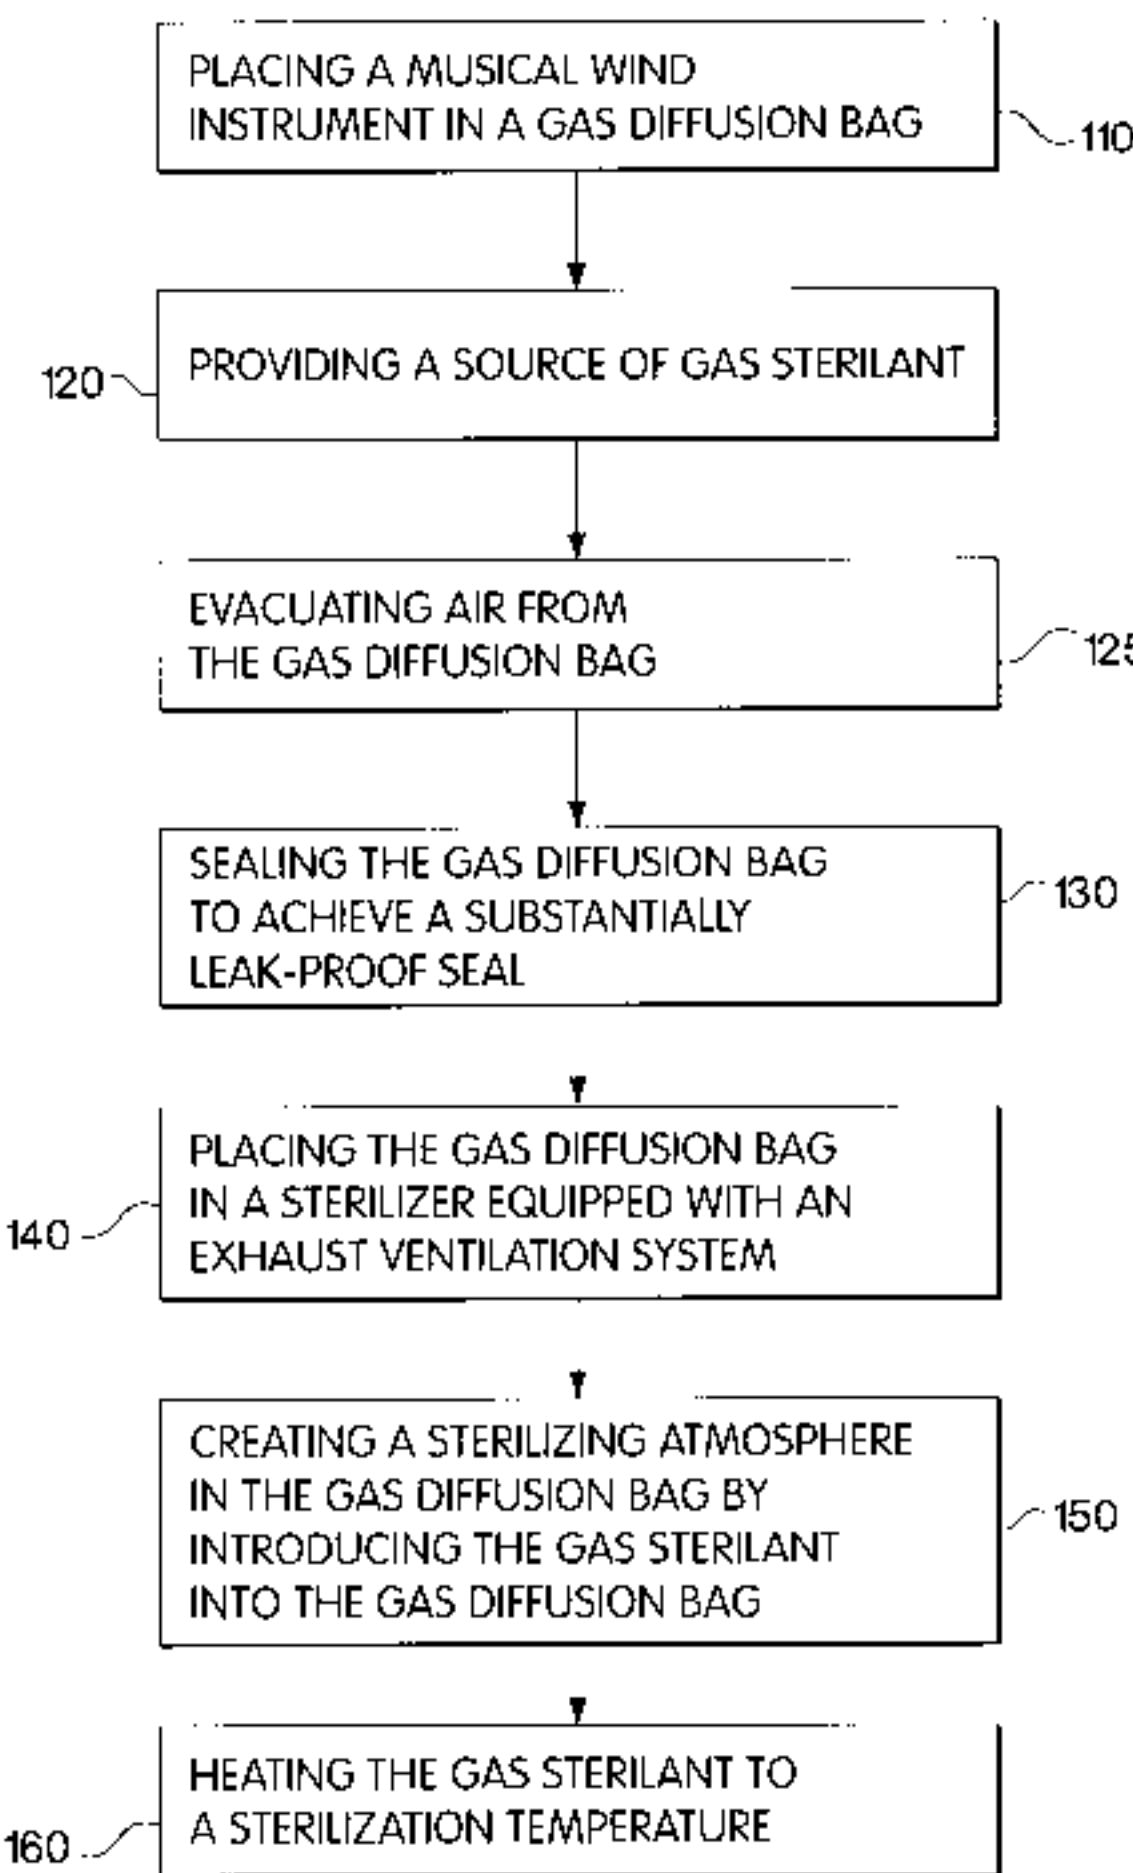 PLACING A MUSICAL WIND
INSTRUMENT IN A GAS DIFFUSION BAG
110
PROVIDING A SOURCE OF GAS STERILANT
120
EVACUATING AIR FROM
THE GAS DIFFUSION BAG
125
SEALING THE GAS DIFFUSION BAG
TO ACHIEVE A SUBSTANTIALLY
LEAK-PROOF SEAL
130
PLACING THE GAS DIFFUSION BAG
IN A STERILIZER EQUIPPED WITH AN
EXHAUST VENTILATION SYSTEM
140
CREATING A STERILIZING ATMOSPHERE
IN THE GAS DIFFUSION BAG BY
INTRODUCING THE GAS STERILANT
INTO THE GAS DIFFUSION BAG
150
HEATING THE GAS STERILANT TO
A STERILIZATION TEMPERATURE
160